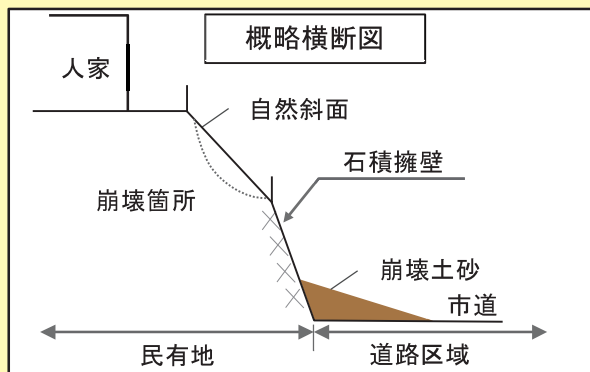 概略横断図
人家
自然斜面
石積擁壁
崩壊箇所
崩壊土砂
市道
民有地
道路区域